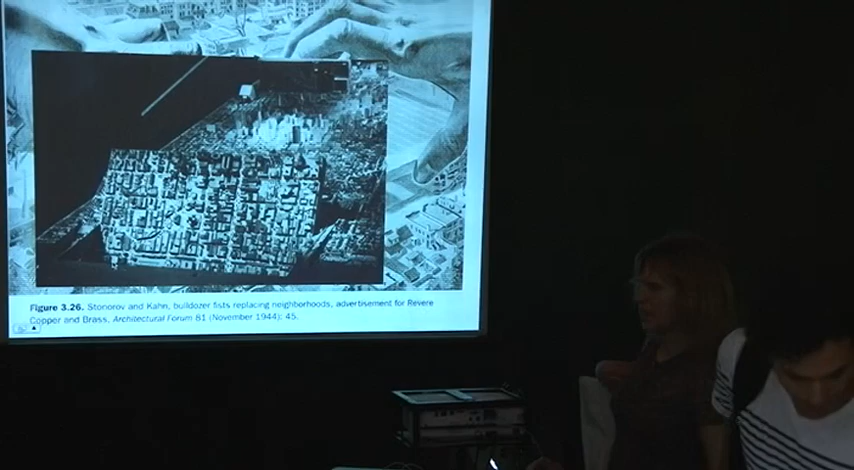 Figure 3.26. Stonorov and Kahn, bulldozer fists replacing neighborhoods, advertisement for Revere
Copper and Brass, Architectural Forum 81 (November 1944): 45.